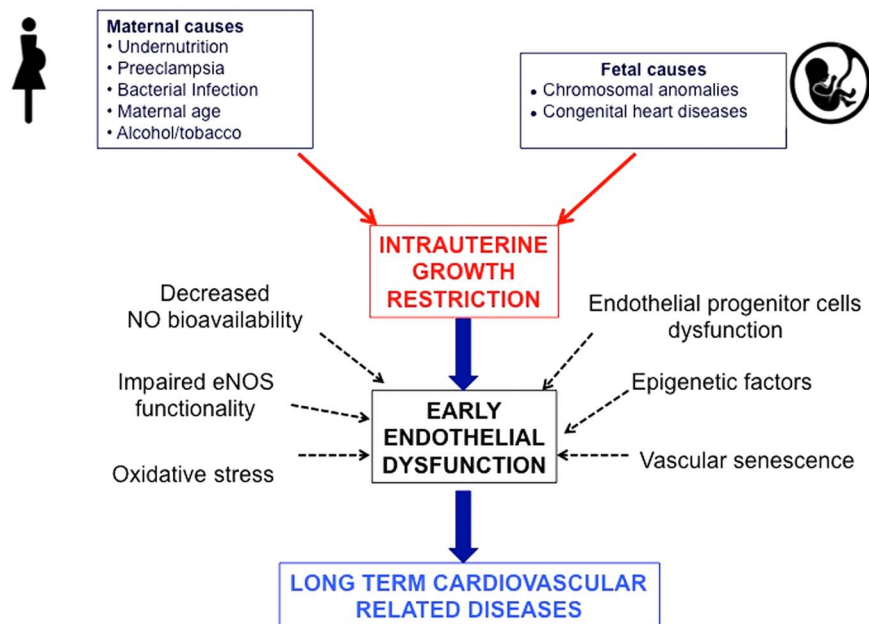 Maternal causes
• Undernutrition
• Preeclampsia
• Bacterial Infection
• Maternal age
• Alcohol/tobacco
Fetal causes
• Chromosomal anomalies
• Congenital heart diseases
INTRAUTERINE
GROWTH
RESTRICTION
Decreased
NO bioavailability
Impaired eNOS
functionality
Oxidative stress
Endothelial progenitor cells
dysfunction
Epigenetic factors
Vascular senescence
EARLY
ENDOTHELIAL
DYSFUNCTION
LONG TERM CARDIOVASCULAR
RELATED DISEASES